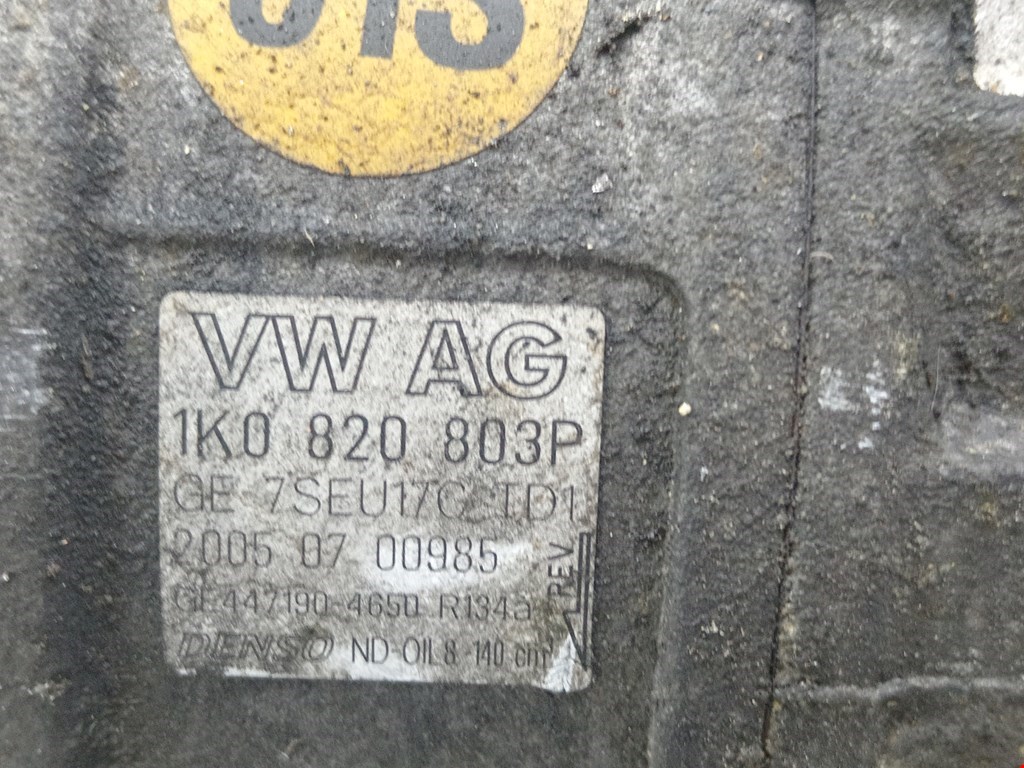 VW AG
1K0 820 803P
GE 7SEU17C TD1
2005 07 00985
GE447190-4650 R134a
DENSO ND-OIL8 140 cm³
REV